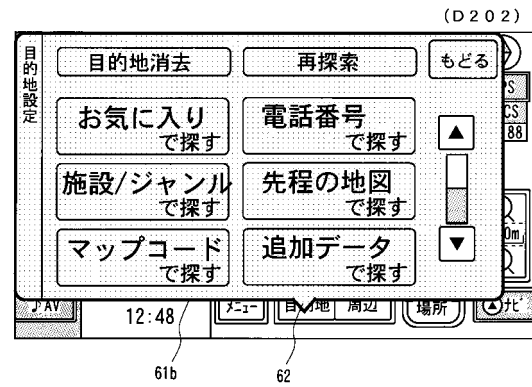 (D202)
目的地設定
目的地消去
再探索
もどる
お気に入り
で探す
電話番号
で探す
施設/ジャンル
で探す
先程の地図
で探す
マップコード
で探す
追加データ
で探す
PS
CS
88
0m
♪AV
12:48
メニュー
目的地
周辺
場所
ナビ
61b
62